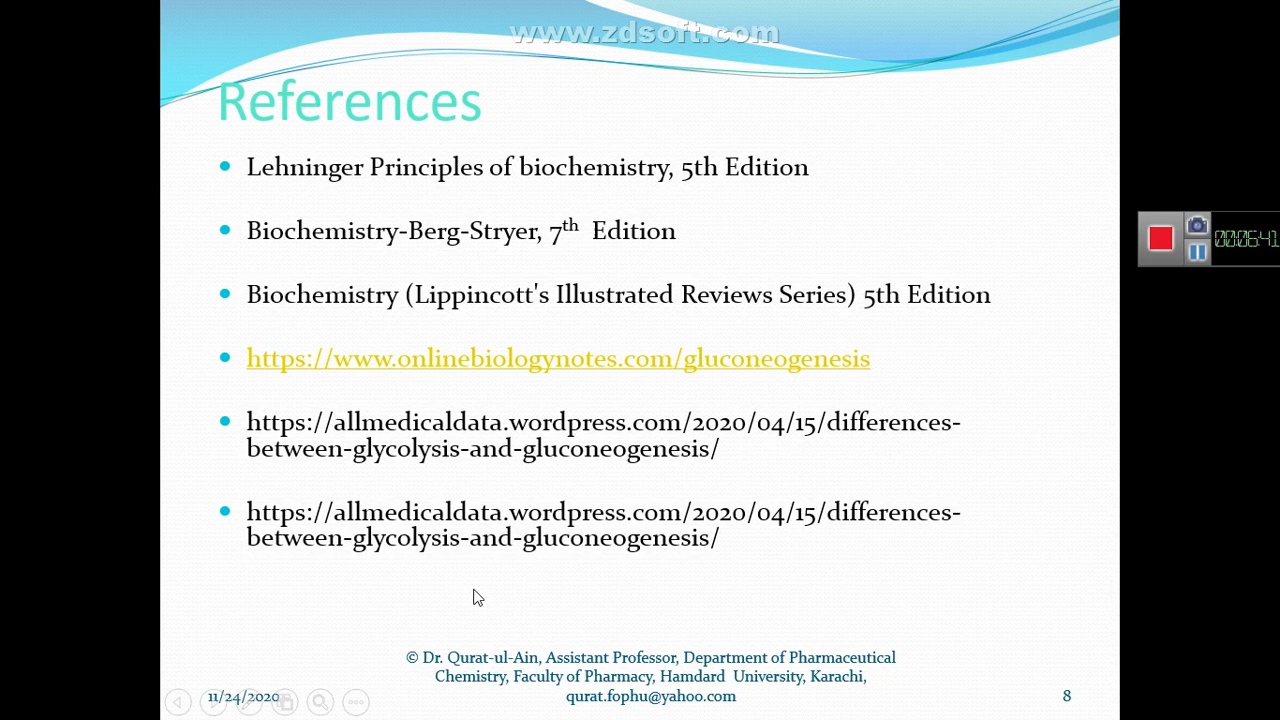 www.zdsoft.com
References
Lehninger Principles of biochemistry, 5th Edition
Biochemistry-Berg-Stryer, 7th Edition
Biochemistry (Lippincott's Illustrated Reviews Series) 5th Edition
https://www.onlinebiologynotes.com/gluconeogenesis
https://allmedicaldata.wordpress.com/2020/04/15/differences-
between-glycolysis-and-gluconeogenesis/
https://allmedicaldata.wordpress.com/2020/04/15/differences-
between-glycolysis-and-gluconeogenesis/
00:06:41
© Dr. Qurat-ul-Ain, Assistant Professor, Department of Pharmaceutical
Chemistry, Faculty of Pharmacy, Hamdard University, Karachi,
11/24/2020 qurat.fophu@yahoo.com 8